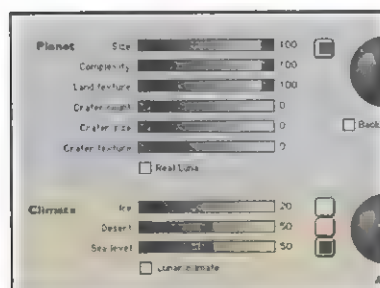 Planet Size 100
Complexity 100
Land texture 100
Crater count 0
Crater size 0
Crater texture 0
Real Luna
Back
Climate Ice 20
Desert 50
Sea level 50
Lunar climate
A